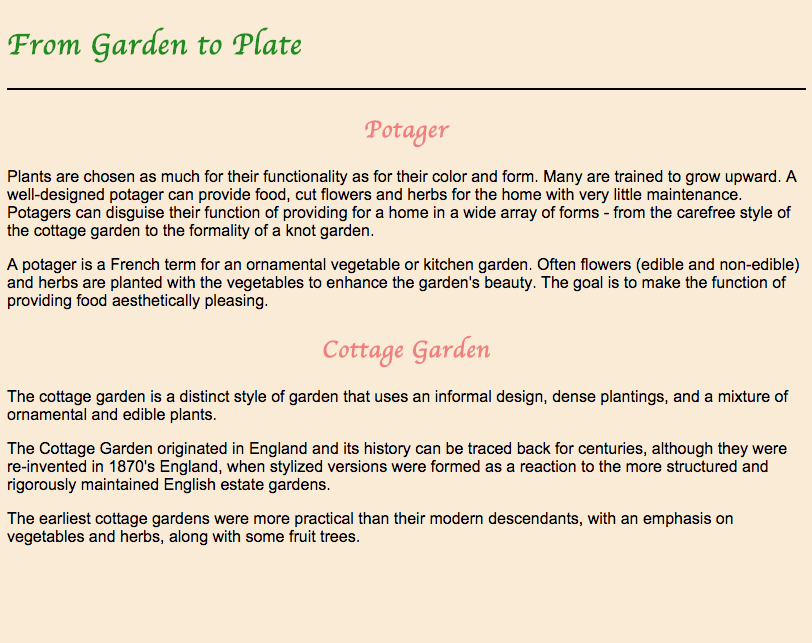 From Garden to Plate
Potager
Plants are chosen as much for their functionality as for their color and form. Many are trained to grow upward. A
well-designed potager can provide food, cut flowers and herbs for the home with very little maintenance.
Potagers can disguise their function of providing for a home in a wide array of forms - from the carefree style of
the cottage garden to the formality of a knot garden.
A potager is a French term for an ornamental vegetable or kitchen garden. Often flowers (edible and non-edible)
and herbs are planted with the vegetables to enhance the garden's beauty. The goal is to make the function of
providing food aesthetically pleasing.
Cottage Garden
The cottage garden is a distinct style of garden that uses an informal design, dense plantings, and a mixture of
ornamental and edible plants.
The Cottage Garden originated in England and its history can be traced back for centuries, although they were
re-invented in 1870's England, when stylized versions were formed as a reaction to the more structured and
rigorously maintained English estate gardens.
The earliest cottage gardens were more practical than their modern descendants, with an emphasis on
vegetables and herbs, along with some fruit trees.